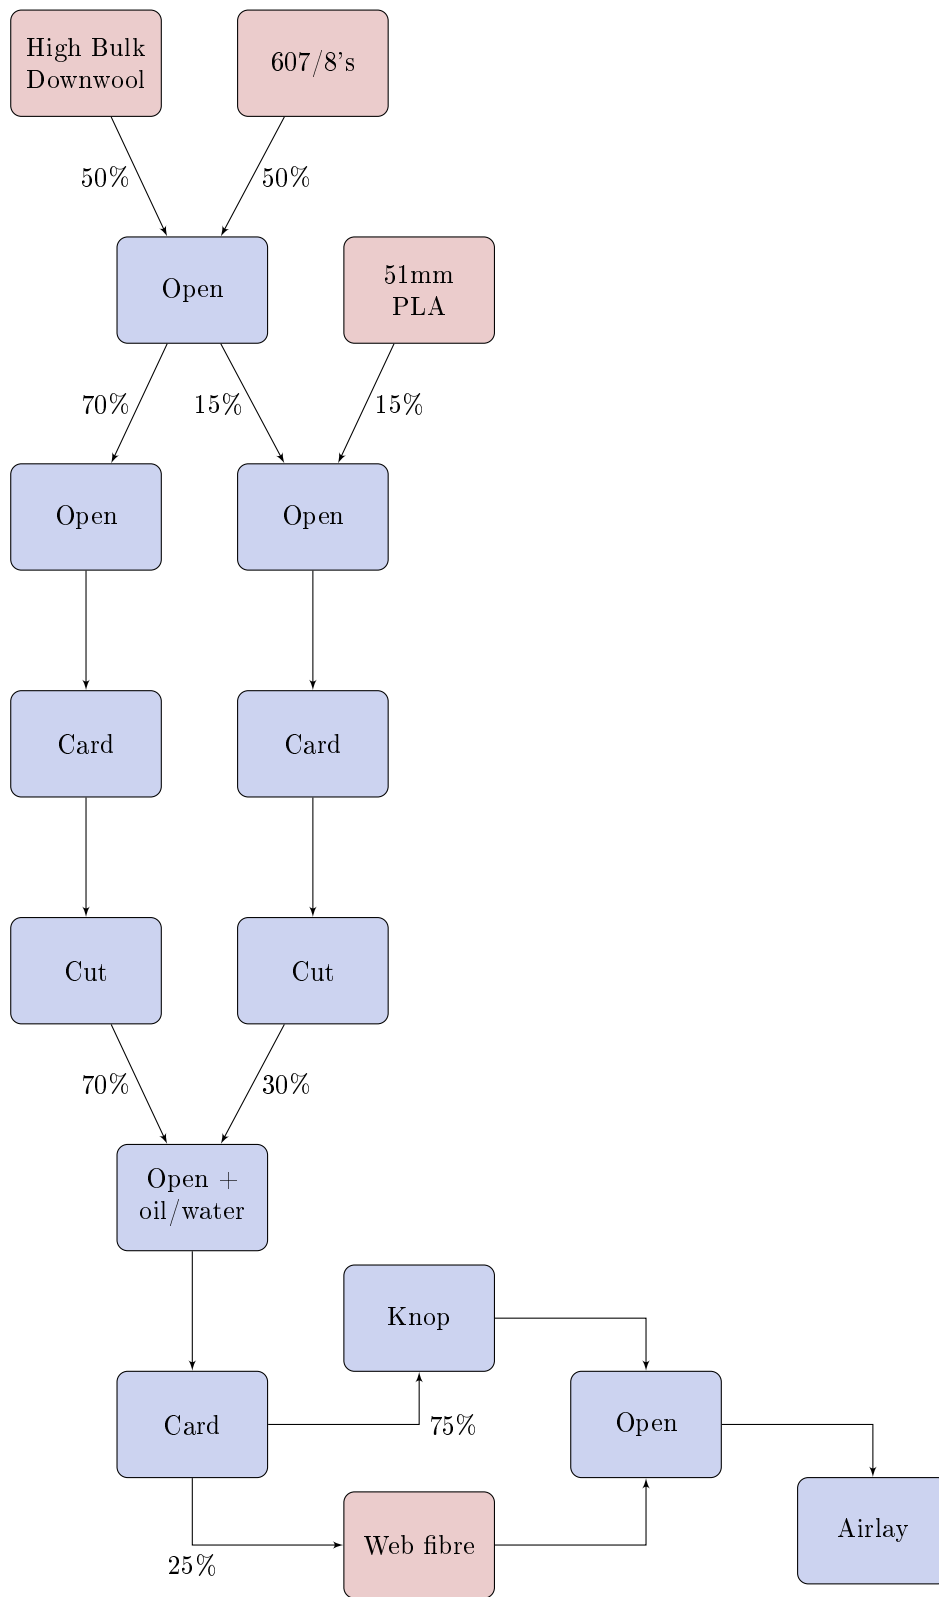 High Bulk
Downwool
607/8's
50%
50%
Open
51mm
PLA
70%
15%
15%
Open
Open
Card
Card
Cut
Cut
70%
30%
Open +
oil/water
Knop
Card
75%
Open
25%
Web fibre
Airlay